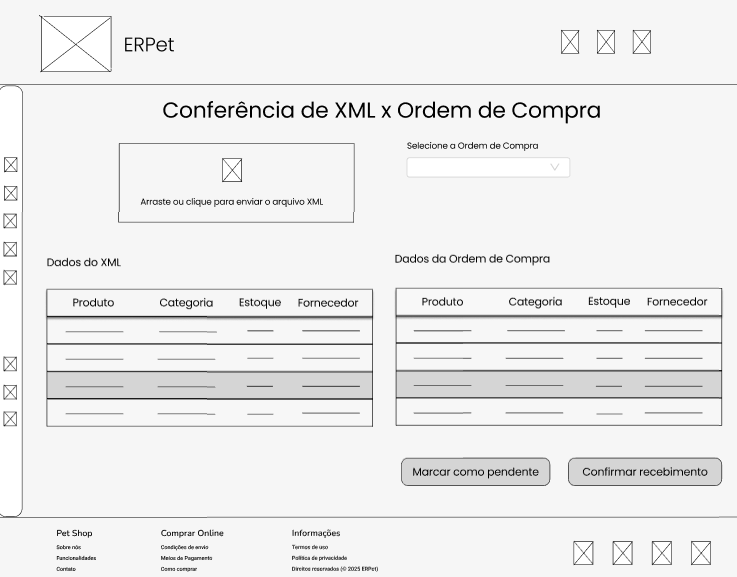 ERPet
Conferência de XML x Ordem de Compra
Arraste ou clique para enviar o arquivo XML
Selecione a Ordem de Compra
Dados do XML
Produto Categoria Estoque Fornecedor
Dados da Ordem de Compra
Produto Categoria Estoque Fornecedor
Marcar como pendente
Confirmar recebimento
Pet Shop
Sobre nós
Funcionalidades
Contato
Comprar Online
Condições de envio
Meios de Pagamento
Como comprar
Informações
Termos de uso
Política de privacidade
Direitos reservados (© 2025 ERPet)